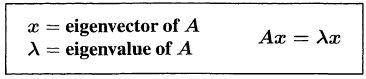 x = eigenvector of A
λ = eigenvalue of A
Ax = λx